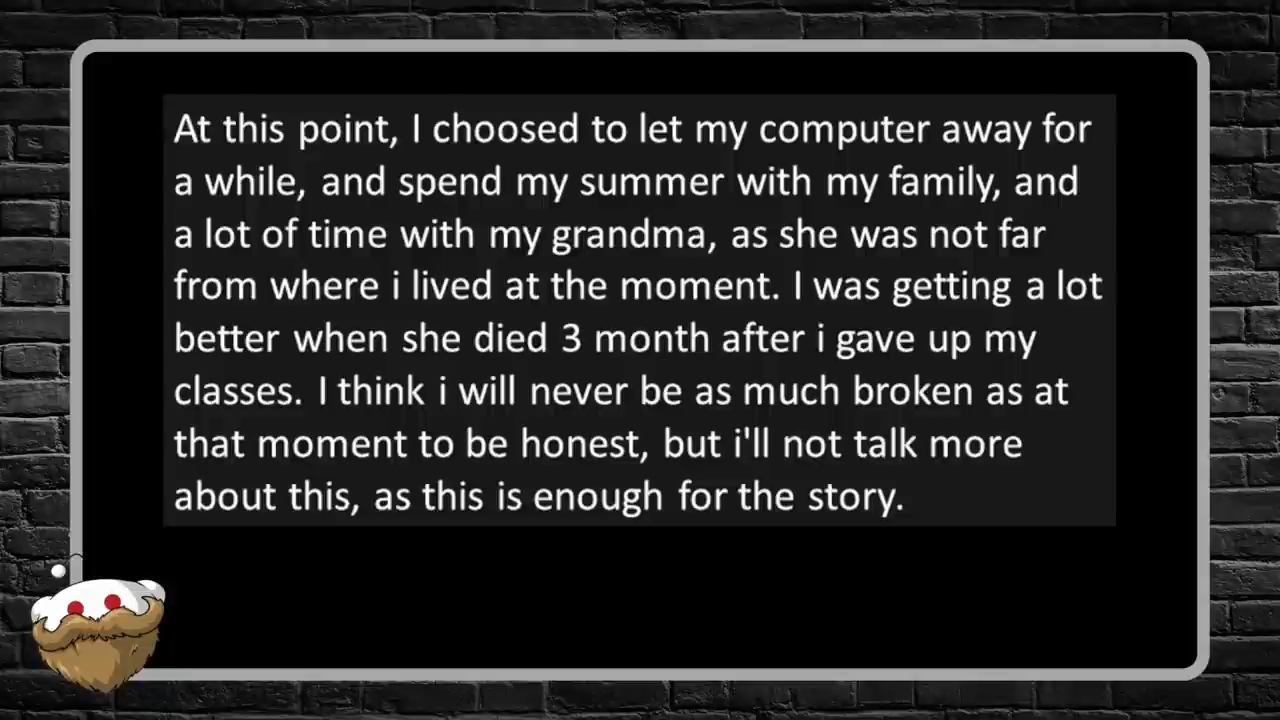 At this point, I choosed to let my computer away for
a while, and spend my summer with my family, and
a lot of time with my grandma, as she was not far
from where i lived at the moment. I was getting a lot
better when she died 3 month after i gave up my
classes. I think i will never be as much broken as at
that moment to be honest, but i'll not talk more
about this, as this is enough for the story.